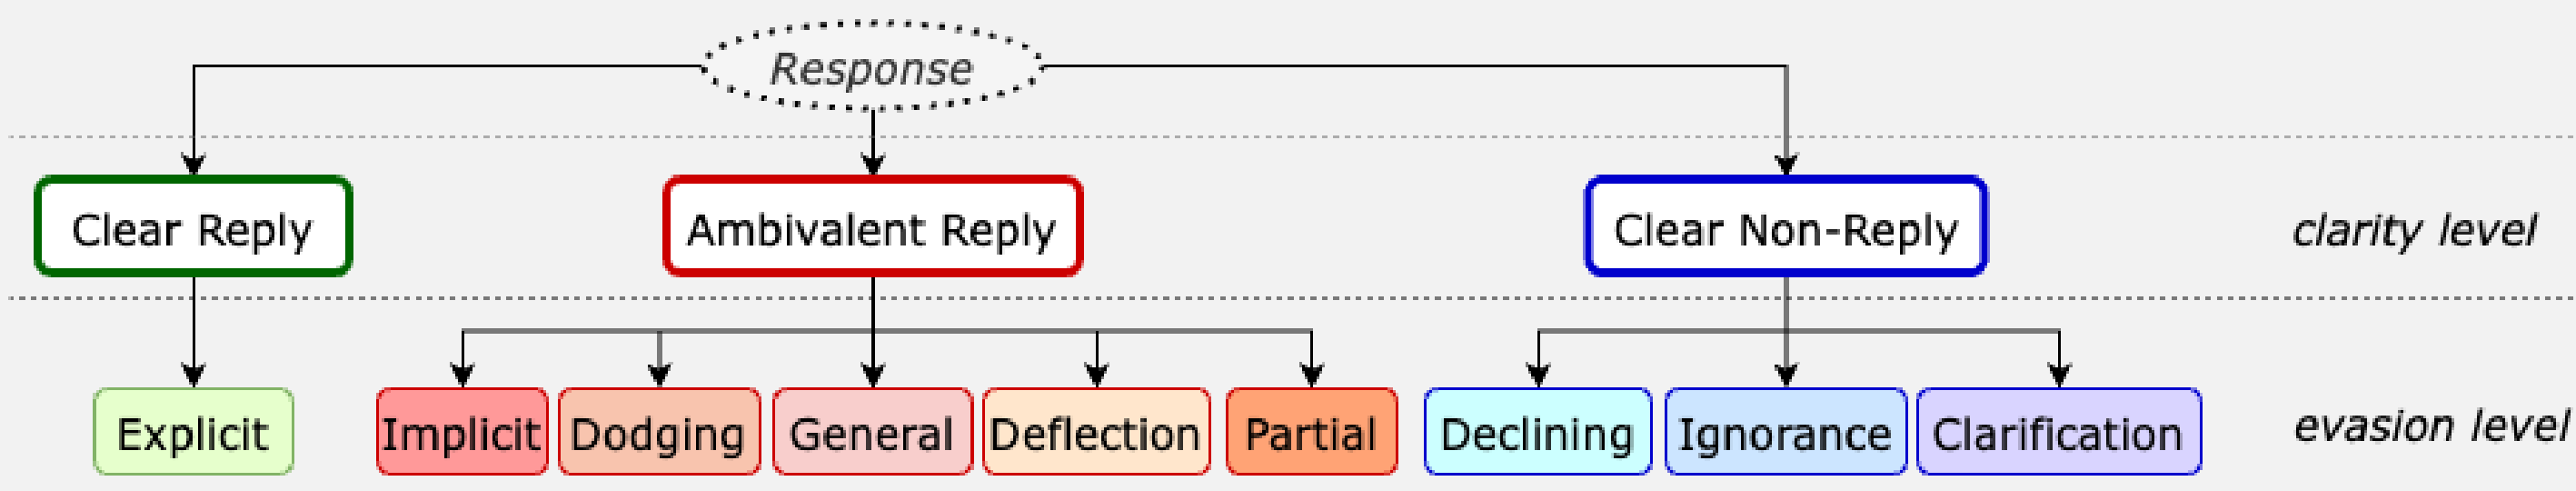 Response
Clear Reply
Ambivalent Reply
Clear Non-Reply
clarity level
Explicit
Implicit
Dodging
General
Deflection
Partial
Declining
Ignorance
Clarification
evasion level